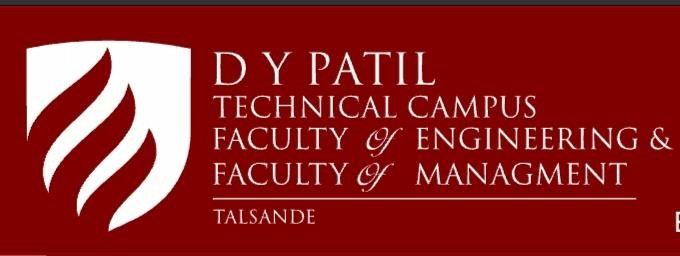 D Y PATIL
TECHNICAL CAMPUS
FACULTY of ENGINEERING &
FACULTY of MANAGMENT
TALSANDE